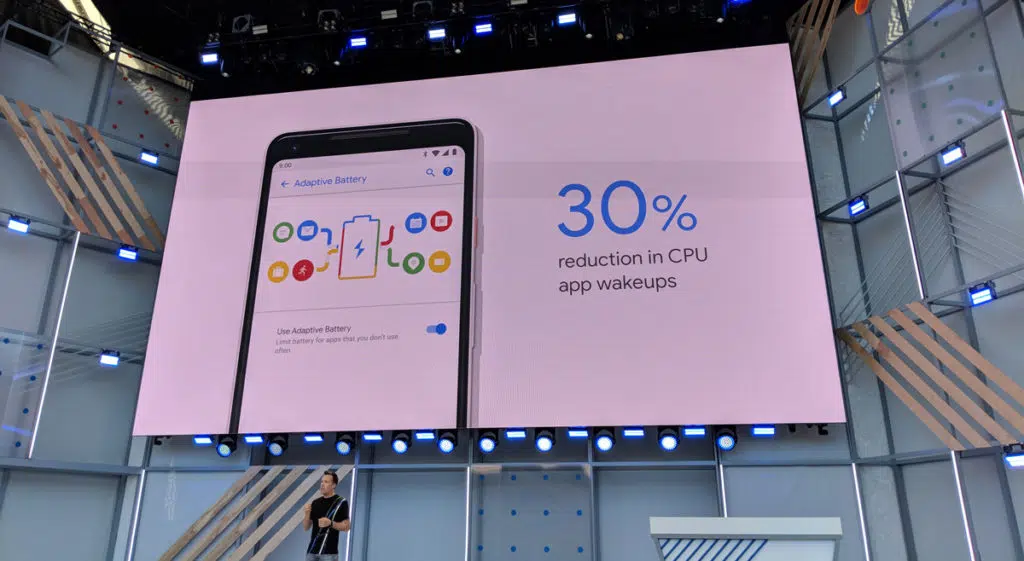 9:00
Adaptive Battery
Use Adaptive Battery
Limit battery for apps that you don't use
often
30%
reduction in CPU
app wakeups